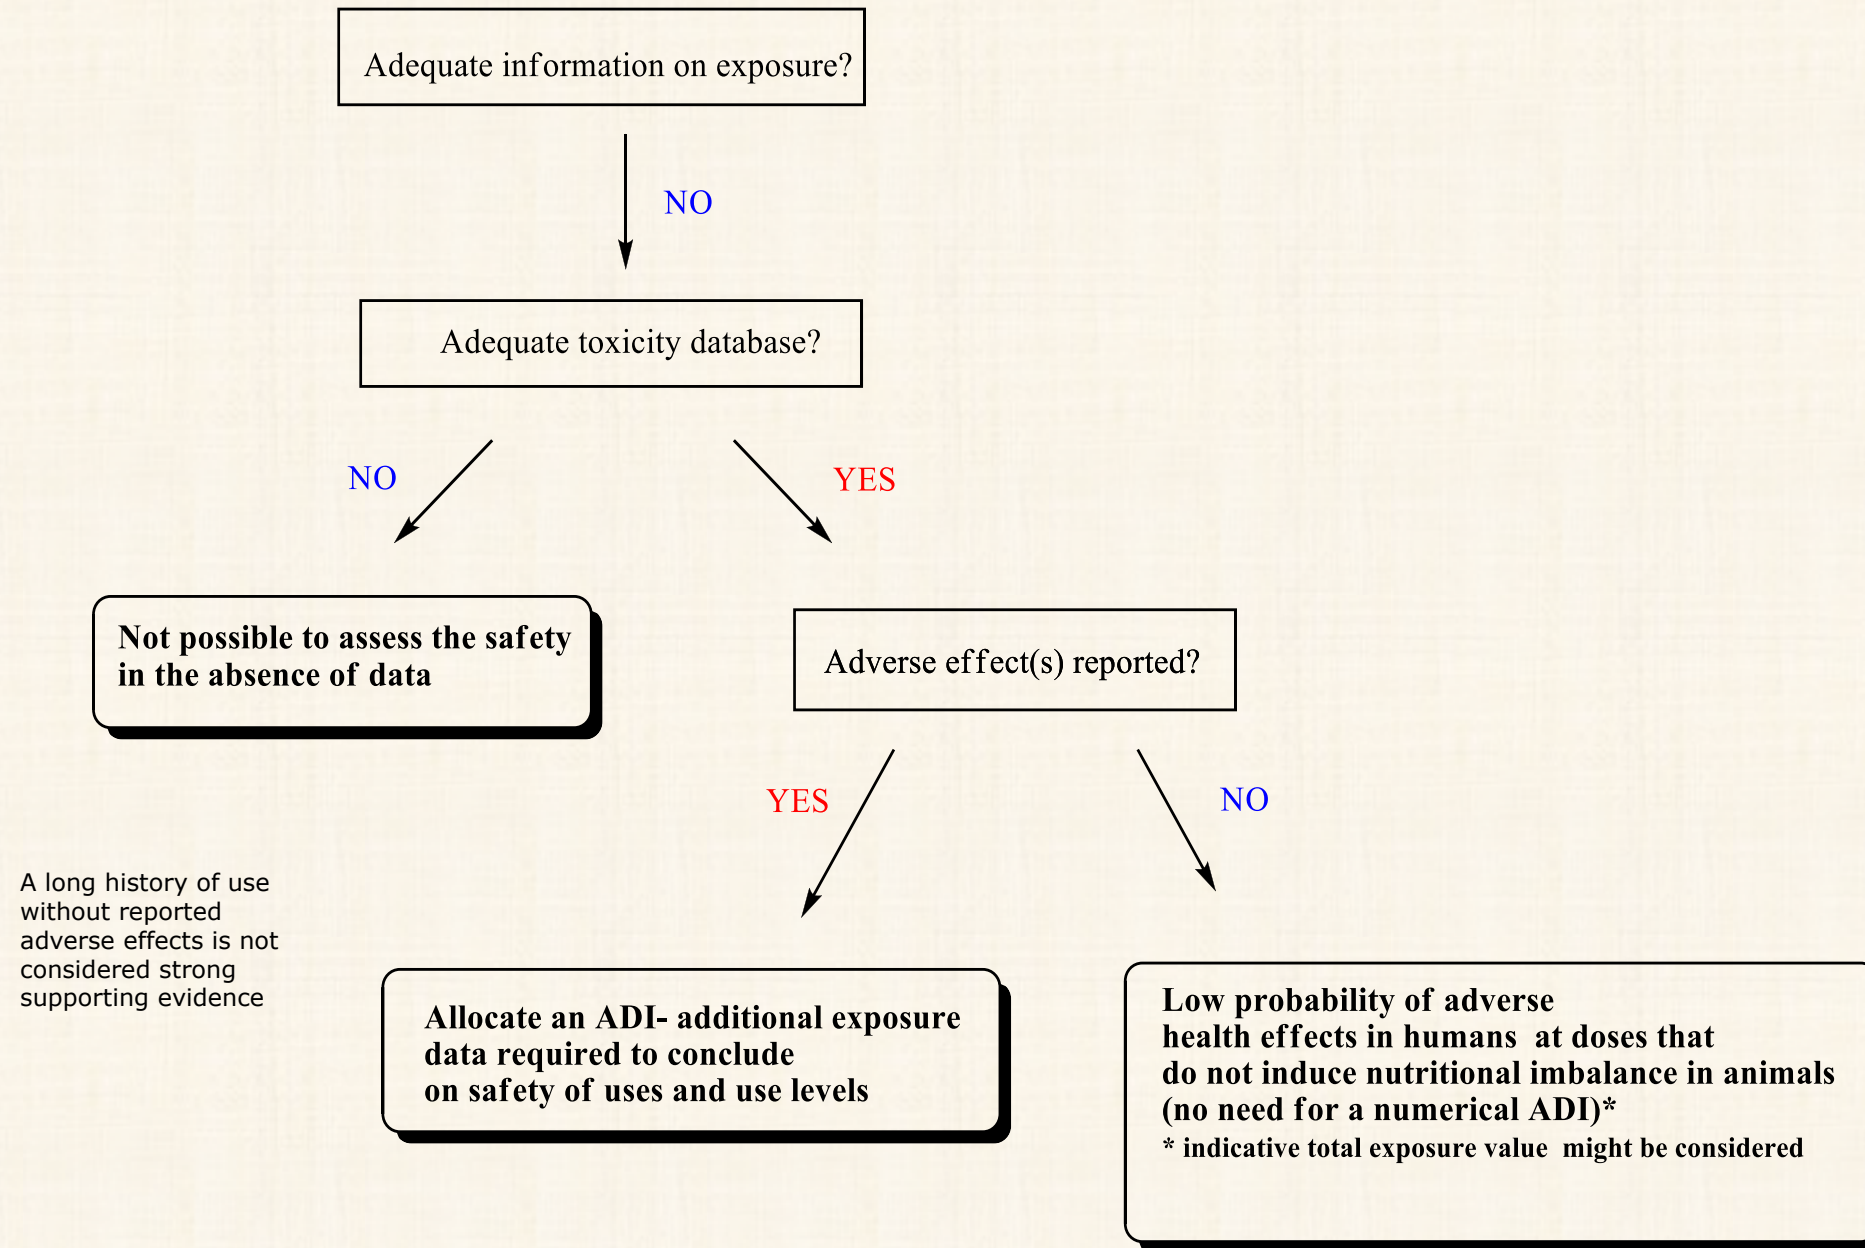 Adequate information on exposure?
NO
Adequate toxicity database?
NO
YES
Not possible to assess the safety
in the absence of data
Adverse effect(s) reported?
YES
NO
A long history of use
without reported
adverse effects is not
considered strong
supporting evidence
Allocate an ADI- additional exposure
data required to conclude
on safety of uses and use levels
Low probability of adverse
health effects in humans at doses that
do not induce nutritional imbalance in animals
(no need for a numerical ADI)*
* indicative total exposure value might be considered